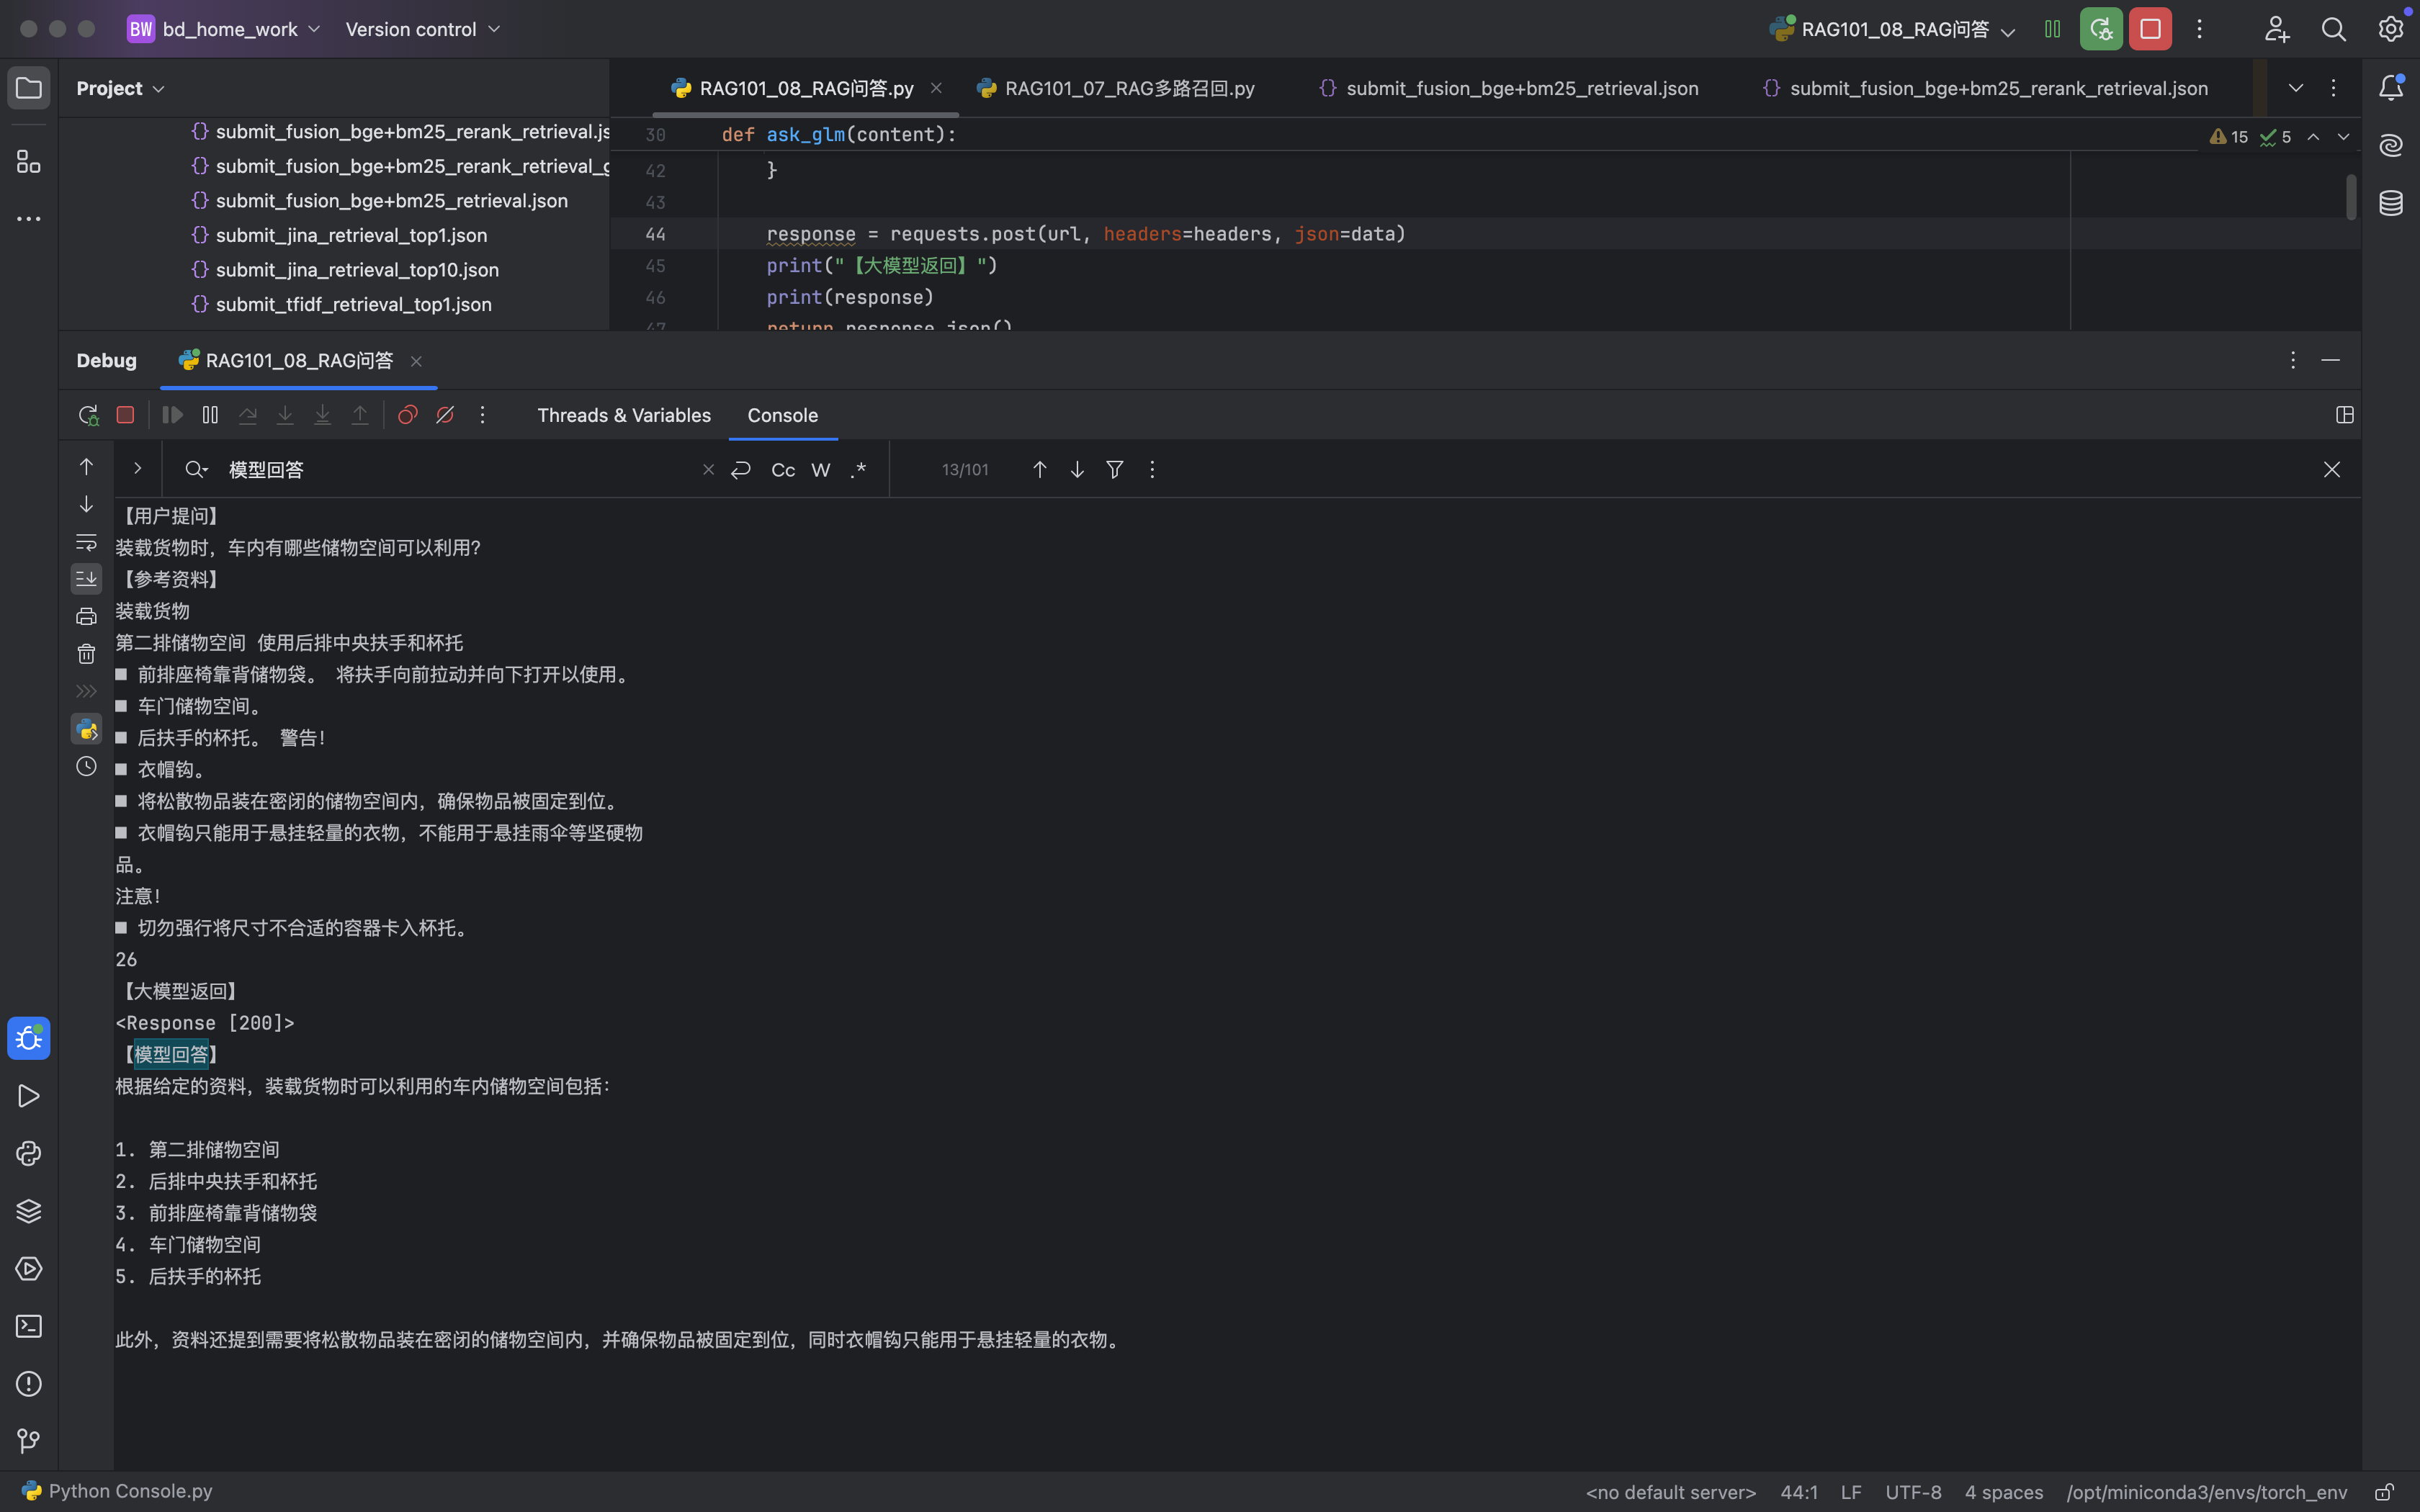 BW bd_home_work Version control RAG101_08_RAG问答
Project
RAG101_08_RAG问答.py RAG101_07_RAG多路召回.py {} submit_fusion_bge+bm25_retrieval.json {} submit_fusion_bge+bm25_rerank_retrieval.json
{} submit_fusion_bge+bm25_rerank_retrieval.js
{} submit_fusion_bge+bm25_rerank_retrieval_g
{} submit_fusion_bge+bm25_retrieval.json
{} submit_jina_retrieval_top1.json
{} submit_jina_retrieval_top10.json
{} submit_tfidf_retrieval_top1.json
30 def ask_glm(content): 15 5
42 }
43
44 response = requests.post(url, headers=headers, json=data)
45 print("【大模型返回】")
46 print(response)
47 return response.json()
Debug RAG101_08_RAG问答
Threads & Variables Console
模型回答 Cc W .* 13/101
【用户提问】
装载货物时，车内有哪些储物空间可以利用？
【参考资料】
装载货物
第二排储物空间 使用后排中央扶手和杯托
■ 前排座椅靠背储物袋。 将扶手向前拉动并向下打开以使用。
■ 车门储物空间。
■ 后扶手的杯托。 警告！
■ 衣帽钩。
■ 将松散物品装在密闭的储物空间内，确保物品被固定到位。
■ 衣帽钩只能用于悬挂轻量的衣物，不能用于悬挂雨伞等坚硬物
品。
注意！
■ 切勿强行将尺寸不合适的容器卡入杯托。
26
【大模型返回】
<Response [200]>
【模型回答】
根据给定的资料，装载货物时可以利用的车内储物空间包括：
1. 第二排储物空间
2. 后排中央扶手和杯托
3. 前排座椅靠背储物袋
4. 车门储物空间
5. 后扶手的杯托
此外，资料还提到需要将松散物品装在密闭的储物空间内，并确保物品被固定到位，同时衣帽钩只能用于悬挂轻量的衣物。
Python Console.py <no default server> 44:1 LF UTF-8 4 spaces /opt/miniconda3/envs/torch_env